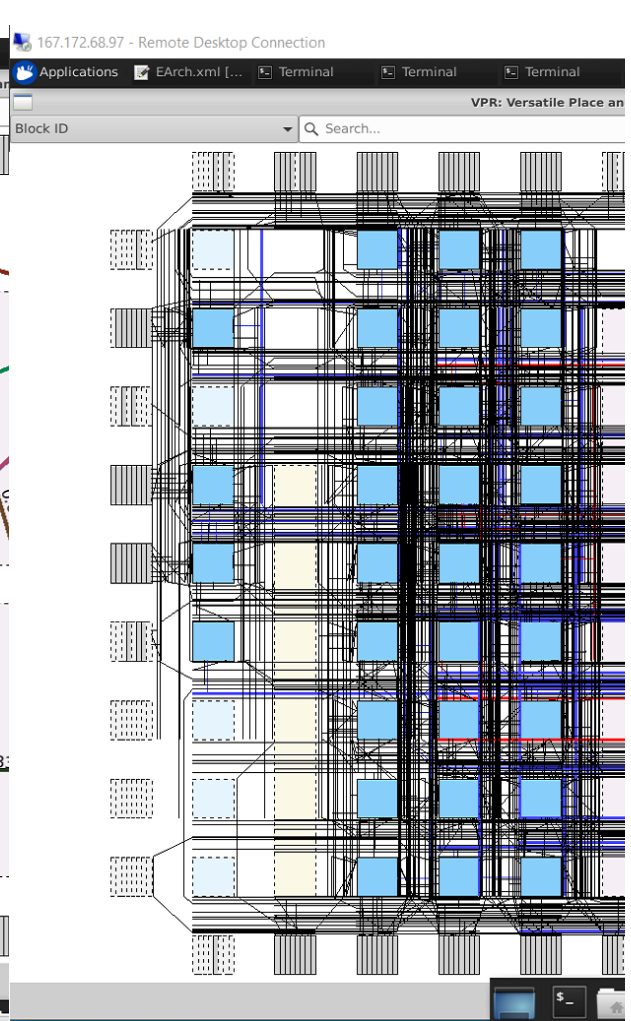 167.172.68.97 - Remote Desktop Connection
Applications EArch.xml [... Terminal Terminal Terminal
VPR: Versatile Place an
Block ID Search...
$_